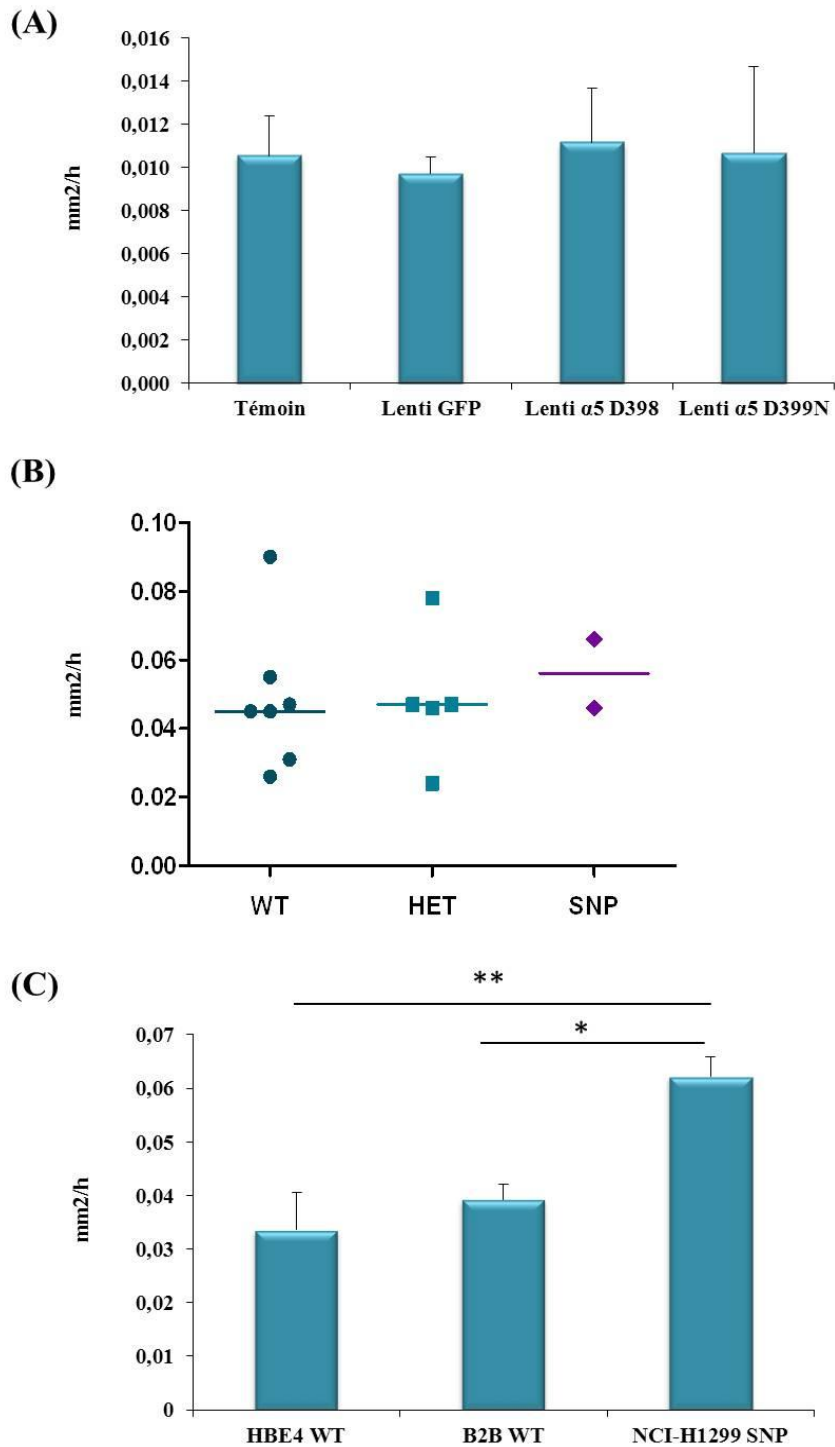 (A)
0,016
0,014
0,012
0,010
0,008
0,006
0,004
0,002
0,000
mm2/h
Témoin Lenti GFP Lenti α5 D398 Lenti α5 D399N
(B)
0.10
0.08
0.06
0.04
0.02
0.00
mm2/h
WT HET SNP
(C)
**
*
0,07
0,06
0,05
0,04
0,03
0,02
0,01
0
mm2/h
HBE4 WT B2B WT NCI-H1299 SNP